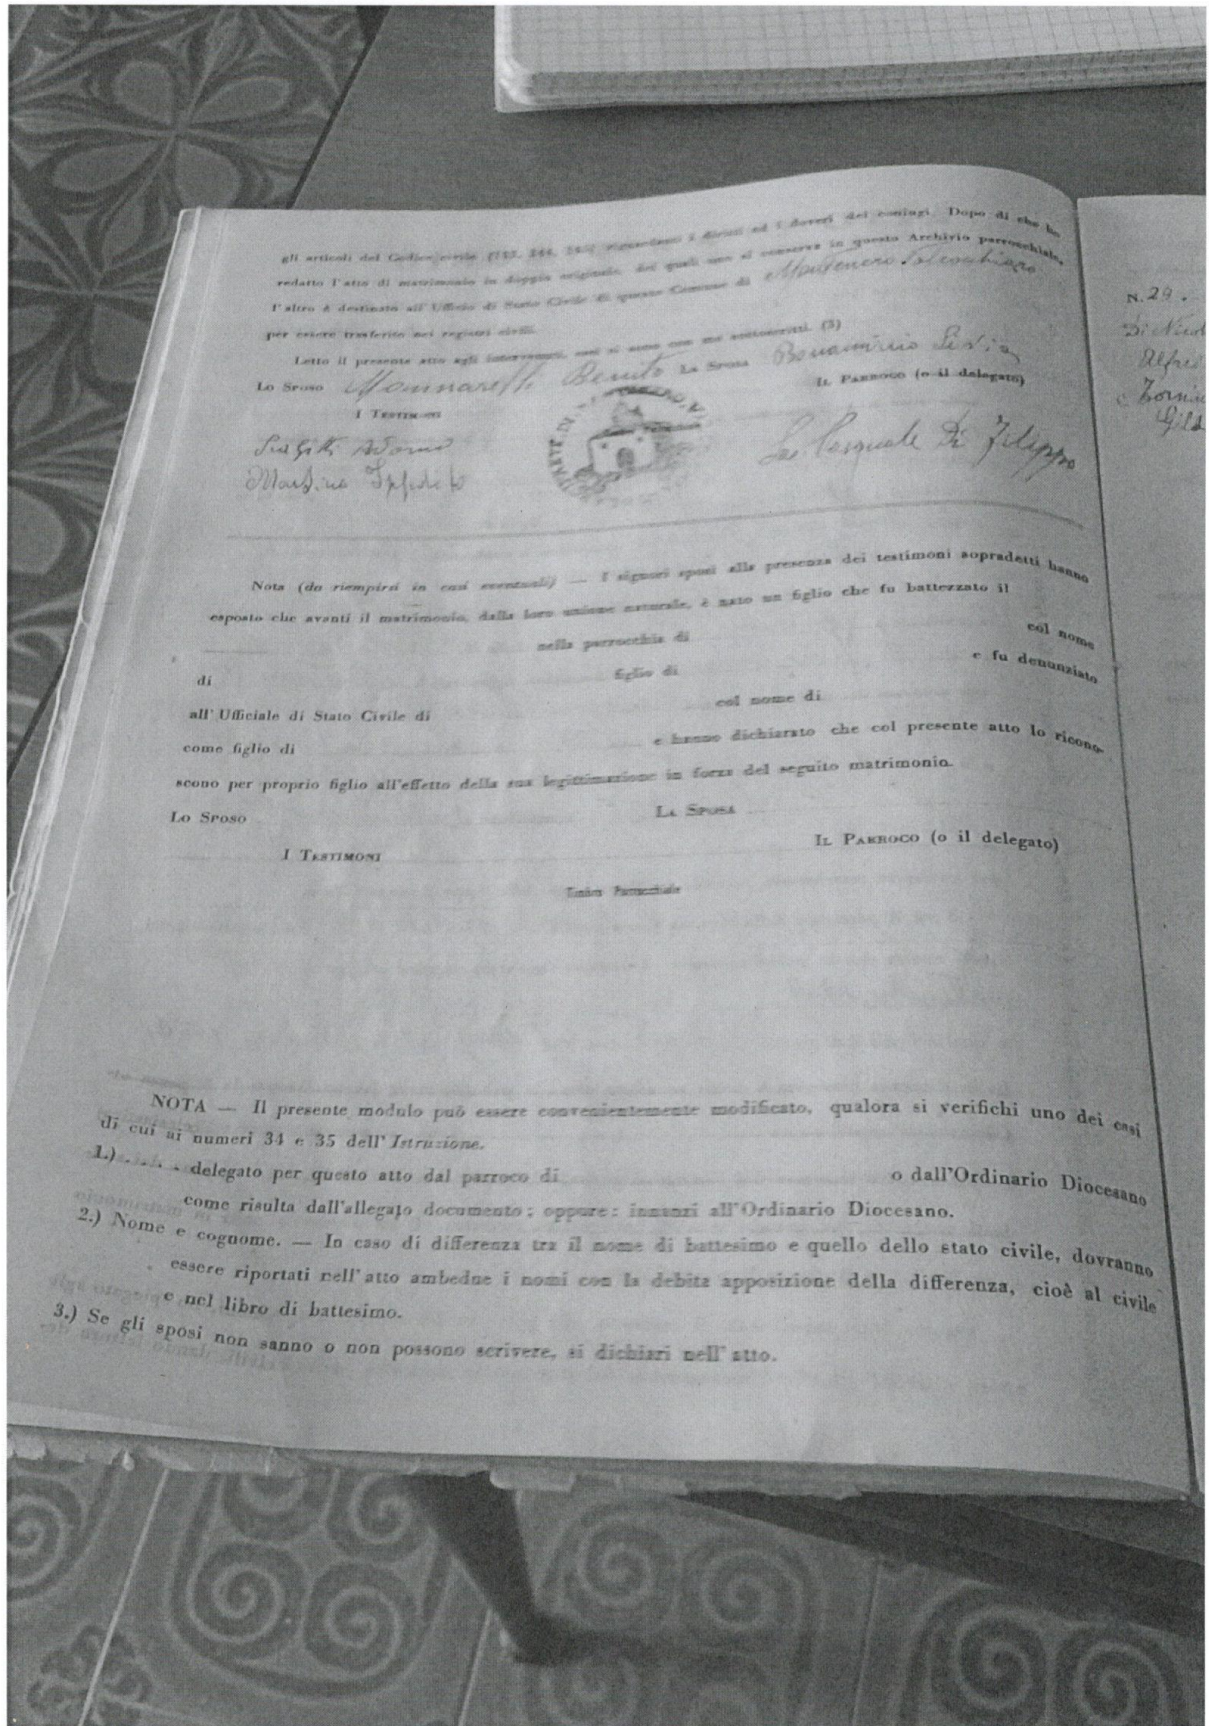 gli articoli del Codice civile (143, 144, 145) riguardanti i diritti ed i doveri dei coniugi. Dopo di che ho
redatto l'atto di matrimonio in doppio originale, dei quali uno si conserva in questo Archivio parrocchiale,
l'altro è destinato all'Ufficio di Stato Civile di questo Comune di Montenero Valcocchiara
per essere trasferito nei registri civili.
Letto il presente atto agli intervenuti, essi si sono con me sottoscritti. (3)
Lo Sposo Mannarelli Benito La Sposa Bonaminio Livia
Il Parroco (o il delegato)
I Testimoni
Sac Pasquale Di Filippo
Nota (da riempirsi in casi eventuali) — I signori sposi alla presenza dei testimoni sopradetti hanno
esposto che avanti il matrimonio, dalla loro unione naturale, è nato un figlio che fu battezzato il
nella parrocchia di col nome
di figlio di e fu denunziato
all'Ufficiale di Stato Civile di col nome di
come figlio di e hanno dichiarato che col presente atto lo ricono-
scono per proprio figlio all'effetto della sua legittimazione in forza del seguito matrimonio.
Lo Sposo La Sposa
I Testimoni Il Parroco (o il delegato)
Timbro Parrocchiale
NOTA — Il presente modulo può essere convenientemente modificato, qualora si verifichi uno dei casi
di cui ai numeri 34 e 35 dell'Istruzione.
1.) . . . . delegato per questo atto dal parroco di o dall'Ordinario Diocesano
come risulta dall'allegato documento; oppure: innanzi all'Ordinario Diocesano.
2.) Nome e cognome. — In caso di differenza tra il nome di battesimo e quello dello stato civile, dovranno
essere riportati nell'atto ambedue i nomi con la debita apposizione della differenza, cioè al civile
e nel libro di battesimo.
3.) Se gli sposi non sanno o non possono scrivere, si dichiari nell'atto.
N. 29.